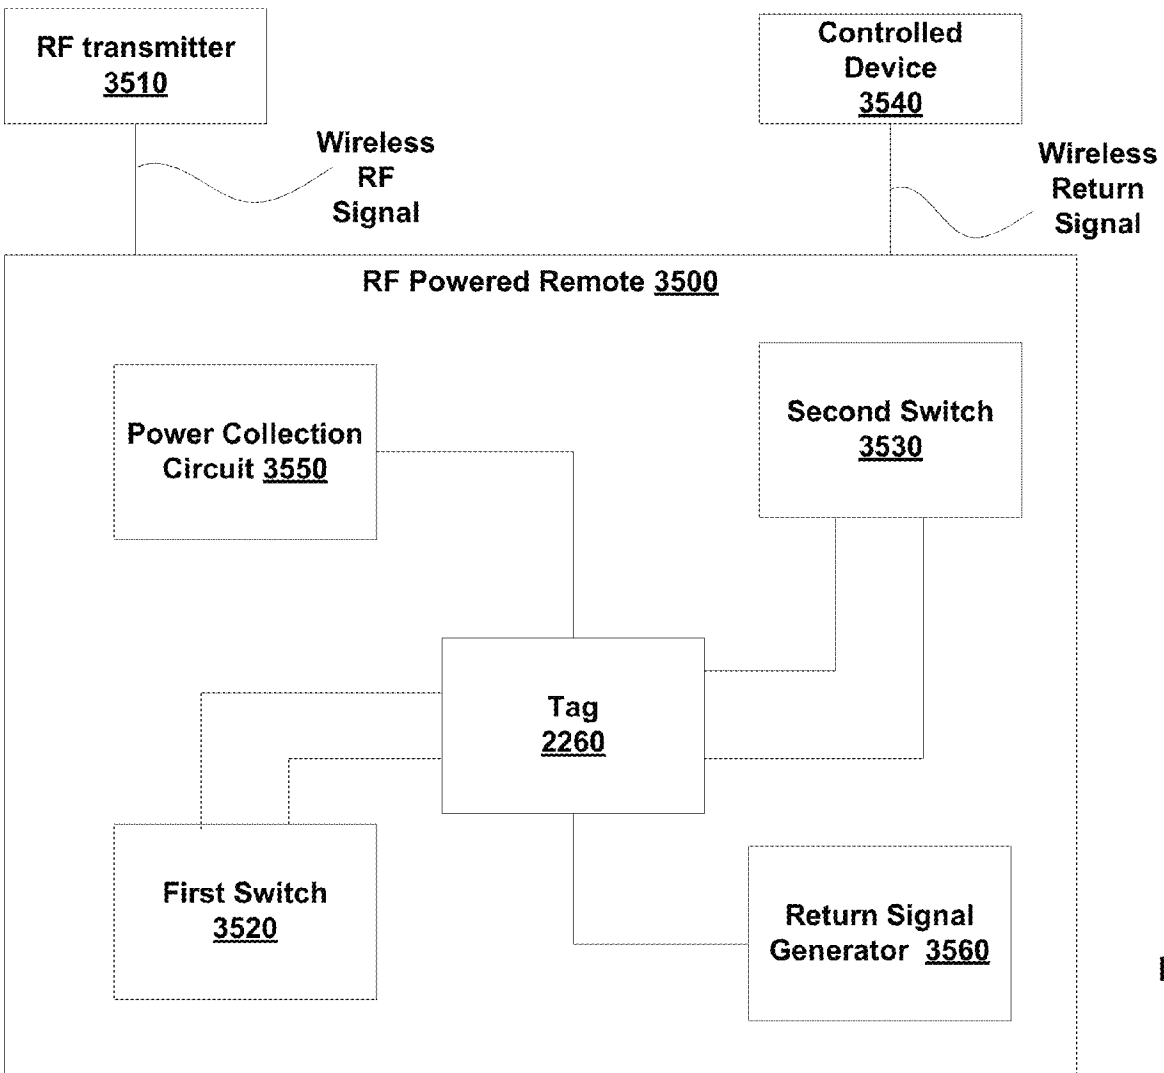 RF transmitter
3510
Controlled
Device
3540
Wireless
RF
Signal
Wireless
Return
Signal
RF Powered Remote 3500
Power Collection
Circuit 3550
Second Switch
3530
Tag
2260
First Switch
3520
Return Signal
Generator 3560